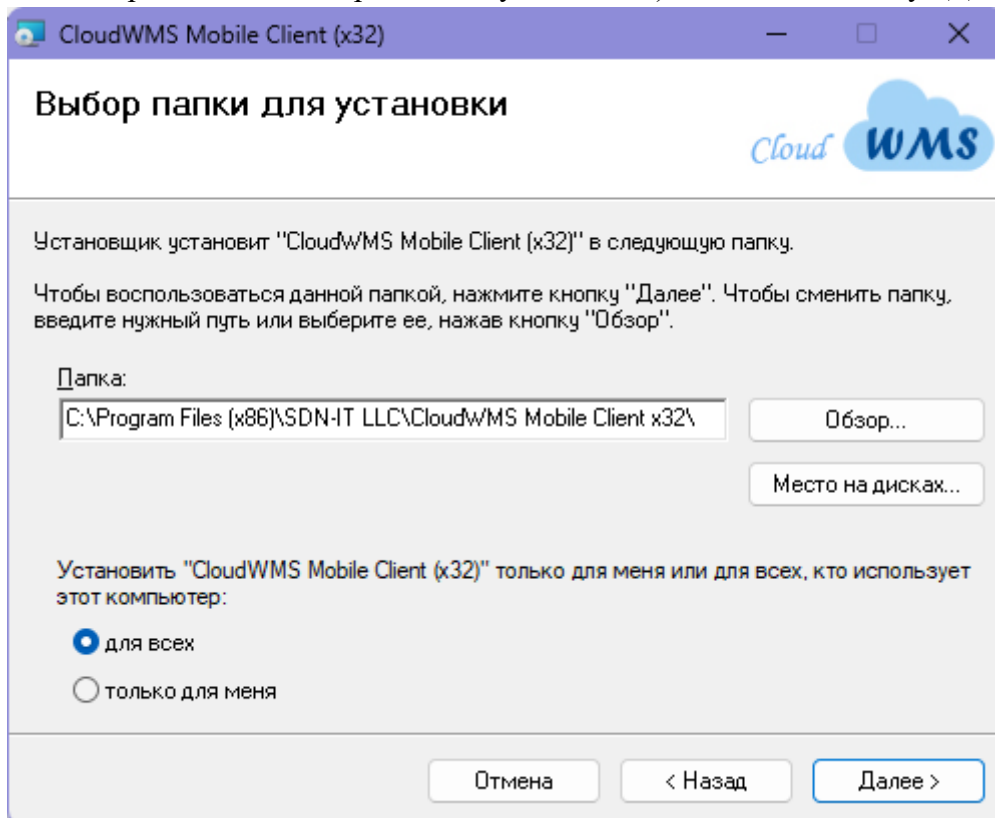 CloudWMS Mobile Client (x32)
Выбор папки для установки
Cloud WMS
Установщик установит "CloudWMS Mobile Client (x32)" в следующую папку.
Чтобы воспользоваться данной папкой, нажмите кнопку "Далее". Чтобы сменить папку,
введите нужный путь или выберите ее, нажав кнопку "Обзор".
Папка:
C:\Program Files (x86)\SDN-IT LLC\CloudWMS Mobile Client x32\
Обзор...
Место на дисках...
Установить "CloudWMS Mobile Client (x32)" только для меня или для всех, кто использует
этот компьютер:
для всех
только для меня
Отмена
< Назад
Далее >